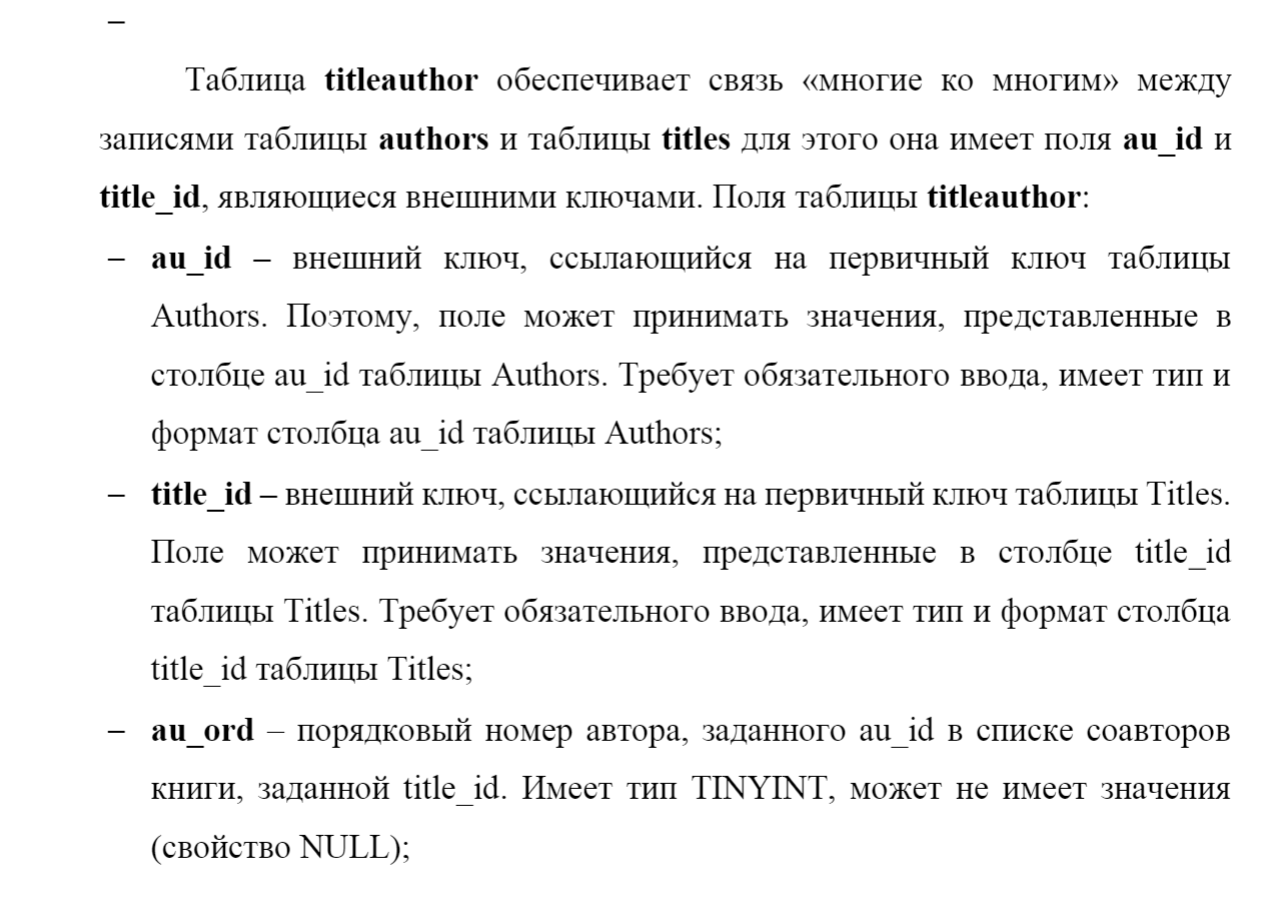 –
Таблица titleauthor обеспечивает связь «многие ко многим» между
записями таблицы authors и таблицы titles для этого она имеет поля au_id и
title_id, являющиеся внешними ключами. Поля таблицы titleauthor:
– au_id – внешний ключ, ссылающийся на первичный ключ таблицы
Authors. Поэтому, поле может принимать значения, представленные в
столбце au_id таблицы Authors. Требует обязательного ввода, имеет тип и
формат столбца au_id таблицы Authors;
– title_id – внешний ключ, ссылающийся на первичный ключ таблицы Titles.
Поле может принимать значения, представленные в столбце title_id
таблицы Titles. Требует обязательного ввода, имеет тип и формат столбца
title_id таблицы Titles;
– au_ord – порядковый номер автора, заданного au_id в списке соавторов
книги, заданной title_id. Имеет тип TINYINT, может не имеет значения
(свойство NULL);